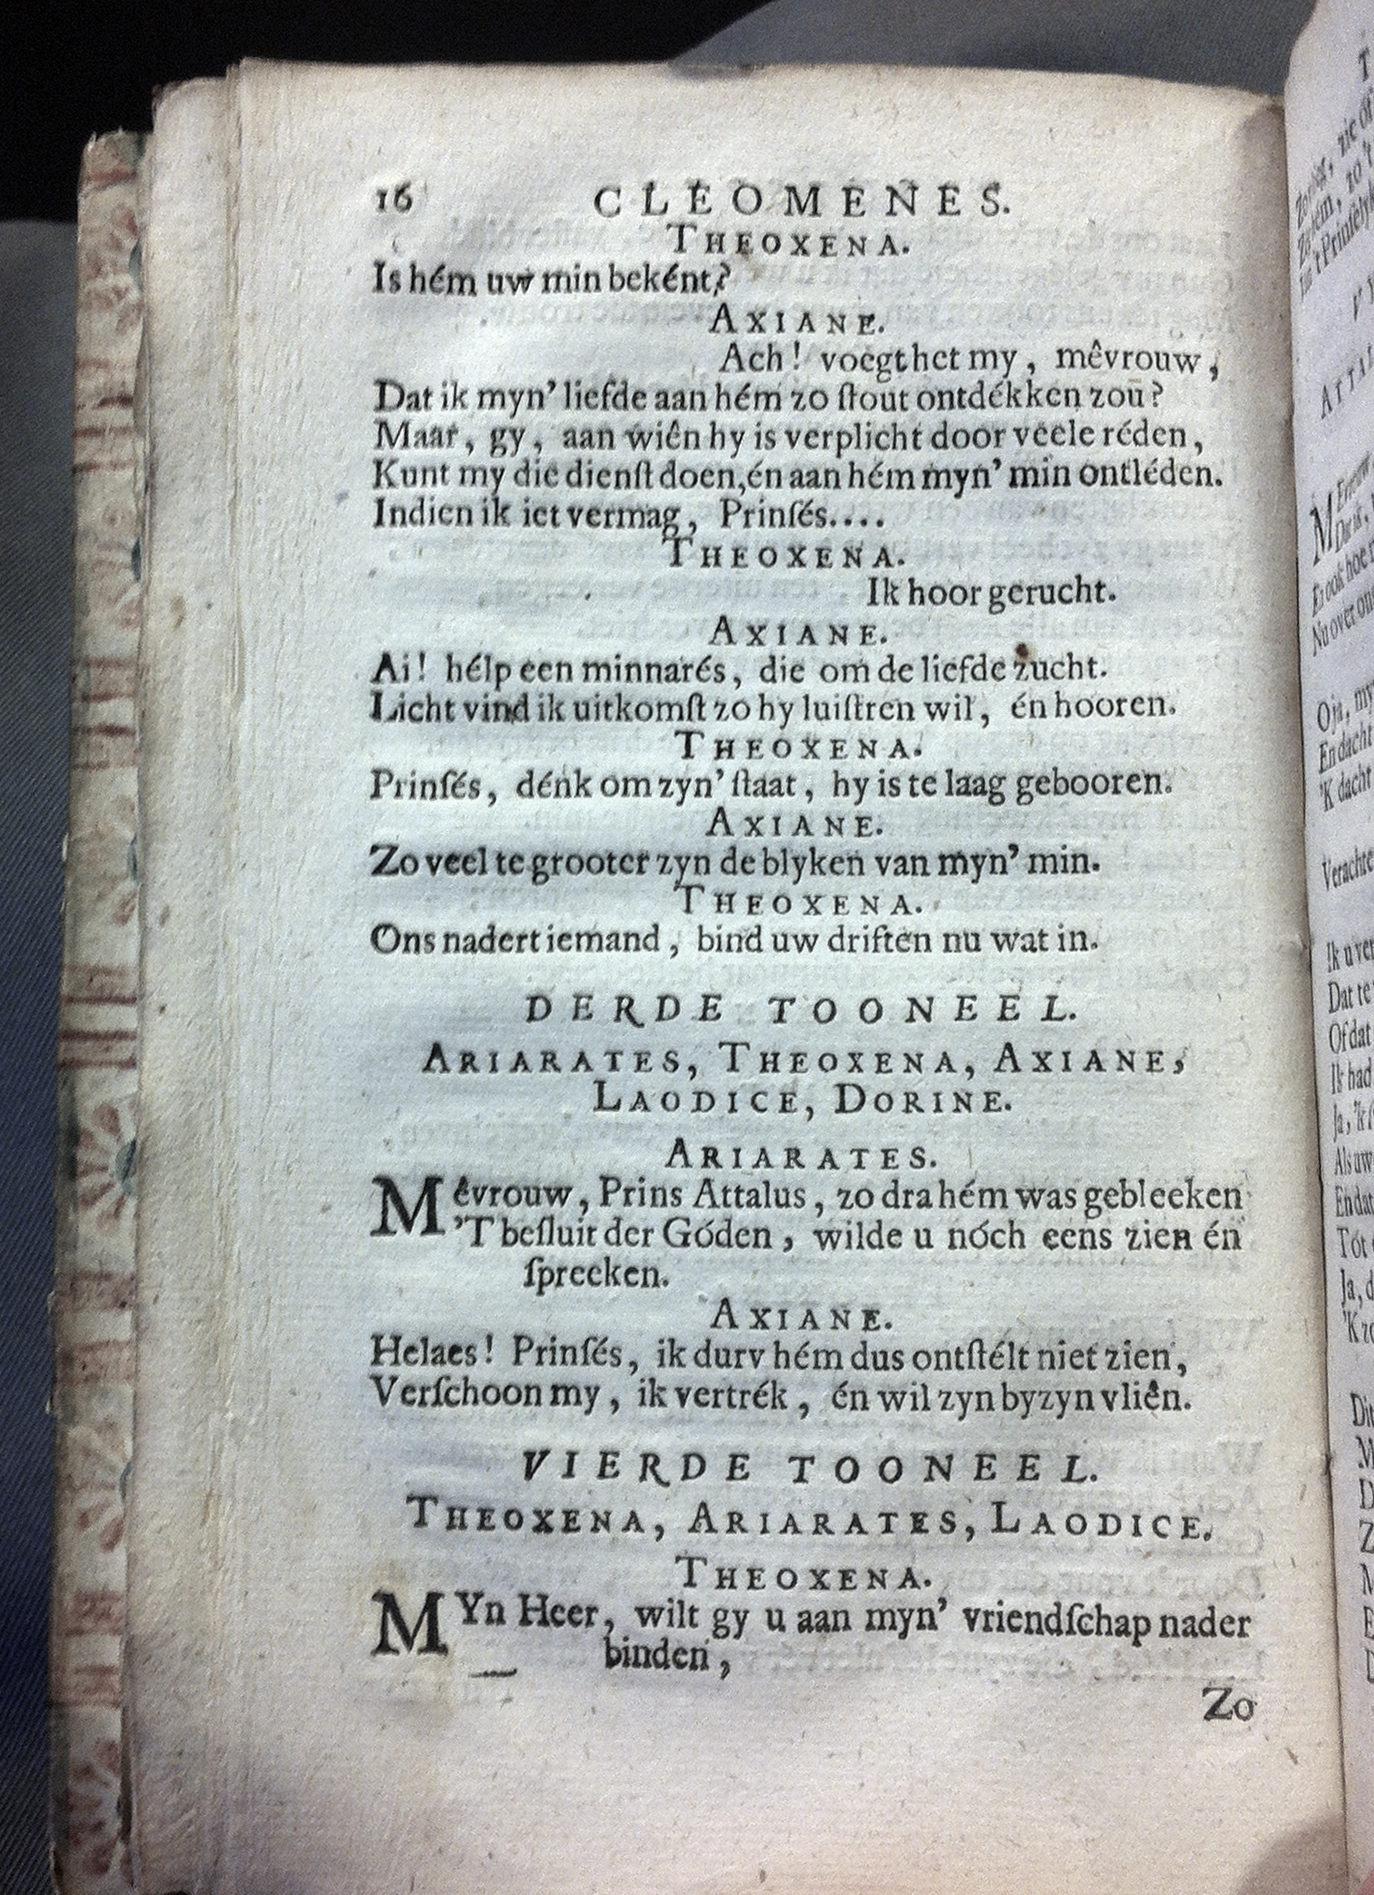 16 CLEOMENES.
THEOXENA.
Is hém uw min beként?
AXIANE.
Ach! voegt het my, mêvrouw,
Dat ik myn' liefde aan hém zo ſtout ontdékken zou?
Maar, gy, aan wiên hy is verplicht door veele réden,
Kunt my die dienſt doen, én aan hém myn' min ontléden.
Indien ik iet vermag, Prinſés....
THEOXENA.
Ik hoor gerucht.
AXIANE.
Ai! hélp een minnarés, die om de liefde zucht.
Licht vind ik uitkomſt zo hy luiſtren wil, én hooren.
THEOXENA.
Prinſés, dénk om zyn' ſtaat, hy is te laag gebooren.
AXIANE.
Zo veel te grooter zyn de blyken van myn' min.
THEOXENA.
Ons nadert iemand, bind uw driften nu wat in.
DERDE TOONEEL.
ARIARATES, THEOXENA, AXIANE,
LAODICE, DORINE.
ARIARATES.
Mêvrouw, Prins Attalus, zo dra hém was gebleeken
'T beſluit der Góden, wilde u nóch eens zien én
ſpreeken.
AXIANE.
Helaes! Prinſés, ik durv hém dus ontſtélt niet zien,
Verſchoon my, ik vertrék, én wil zyn byzyn vliên.
VIERDE TOONEEL.
THEOXENA, ARIARATES, LAODICE.
THEOXENA.
MYn Heer, wilt gy u aan myn' vriendſchap nader
binden,
Zo